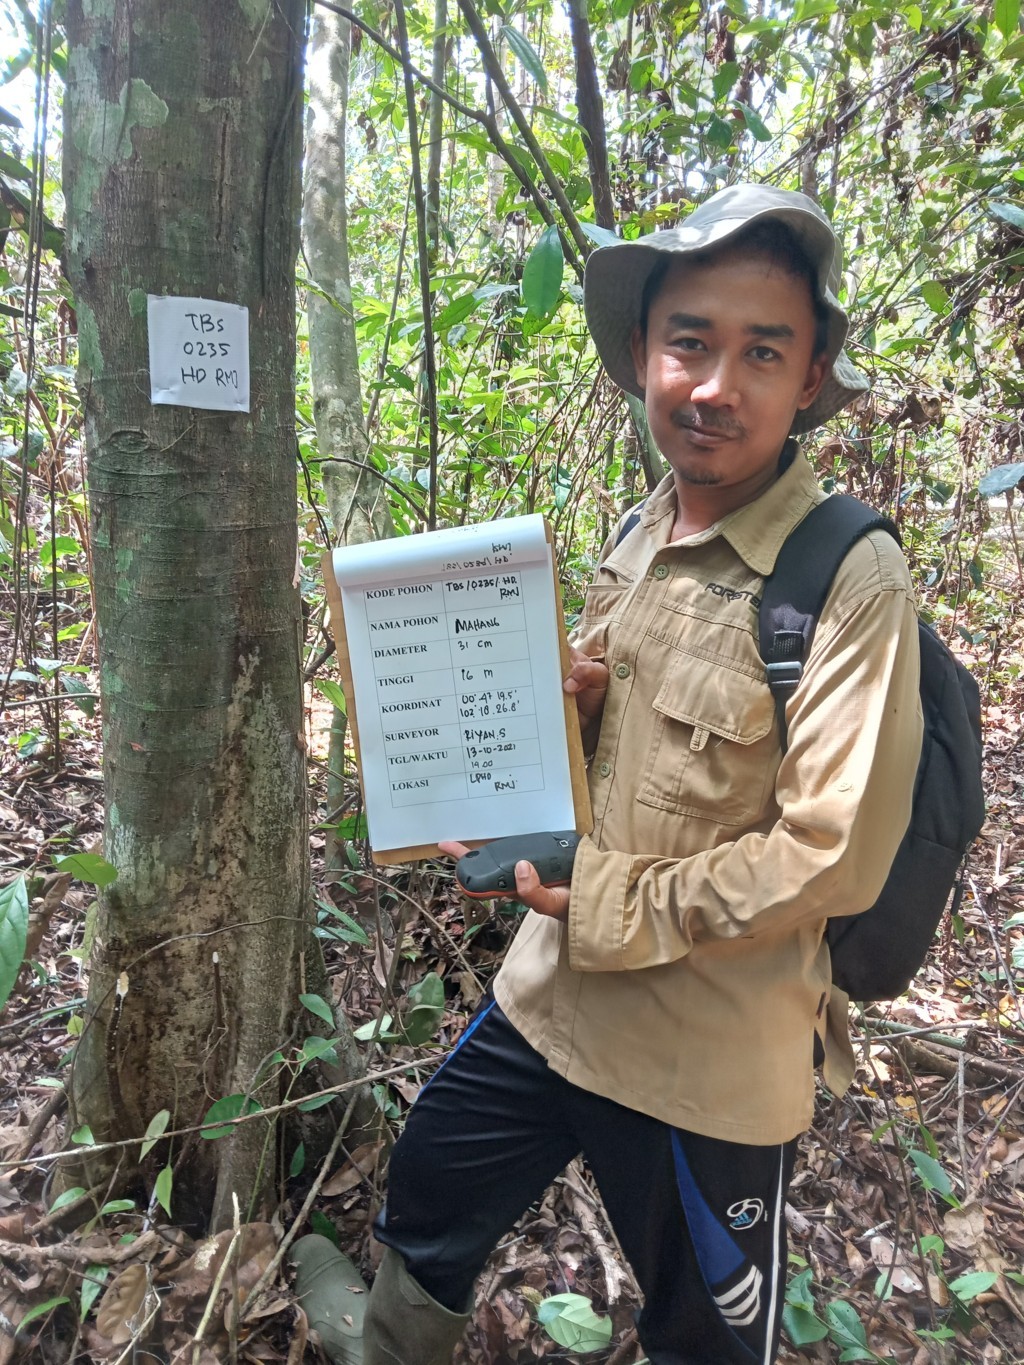 TBS
0235
HD RMJ
KODE POHON TBS/0235/HD
RMJ
NAMA POHON MAHANG
DIAMETER 31 cm
TINGGI 16 m
KOORDINAT 00°.47'.19.5"
102°.18'.26.8"
SURVEYOR RIYAN.S
TGL/WAKTU 13-10-2021
14.00
LOKASI LPHD
RMJ